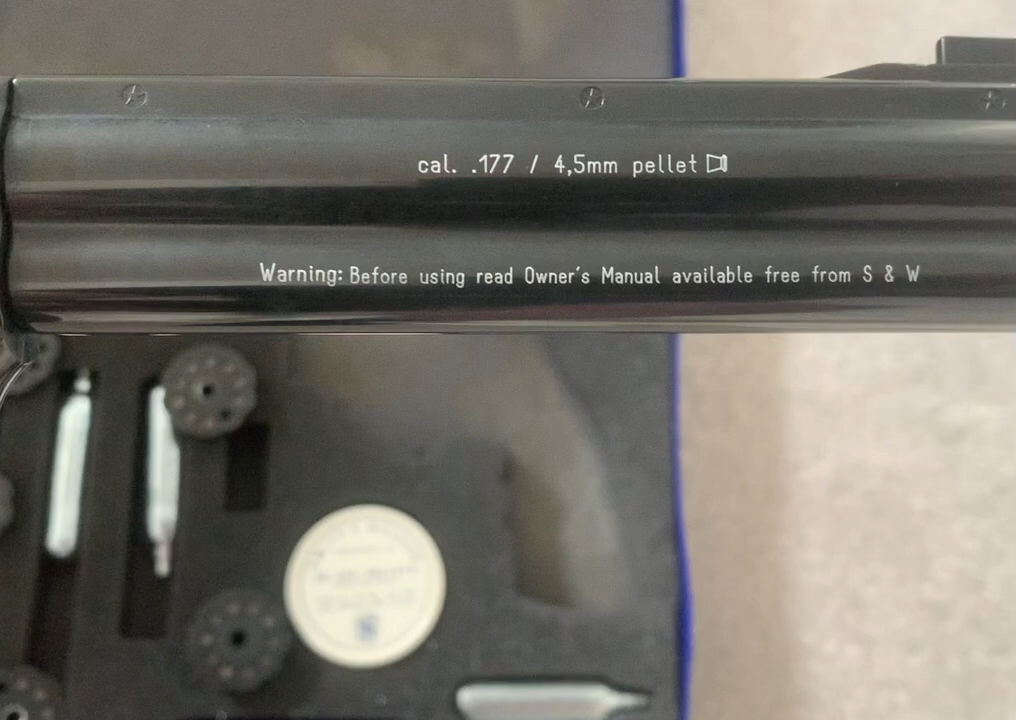 cal. .177 / 4,5mm pellet
Warning: Before using read Owner's Manual available free from S & W